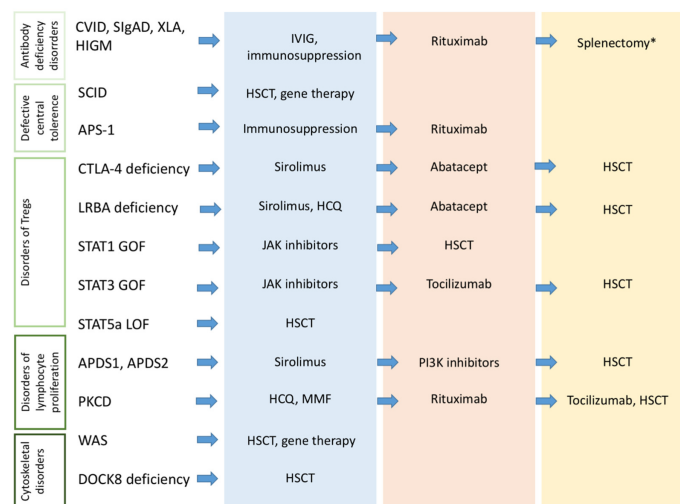 Antibody
deficiency
disorrders
CVID, SIgAD, XLA,
HIGM
IVIG,
immunosuppression
Rituximab
Splenectomy*
Defective
central
tolerence
SCID
HSCT, gene therapy
APS-1
Immunosuppression
Rituximab
Disorders of Tregs
CTLA-4 deficiency
Sirolimus
Abatacept
HSCT
LRBA deficiency
Sirolimus, HCQ
Abatacept
HSCT
STAT1 GOF
JAK inhibitors
HSCT
STAT3 GOF
JAK inhibitors
Tocilizumab
HSCT
STAT5a LOF
HSCT
Disorders of
lymphocyte
proliferation
APDS1, APDS2
Sirolimus
PI3K inhibitors
HSCT
PKCD
HCQ, MMF
Rituximab
Tocilizumab, HSCT
Cytoskeletal
disorders
WAS
HSCT, gene therapy
DOCK8 deficiency
HSCT